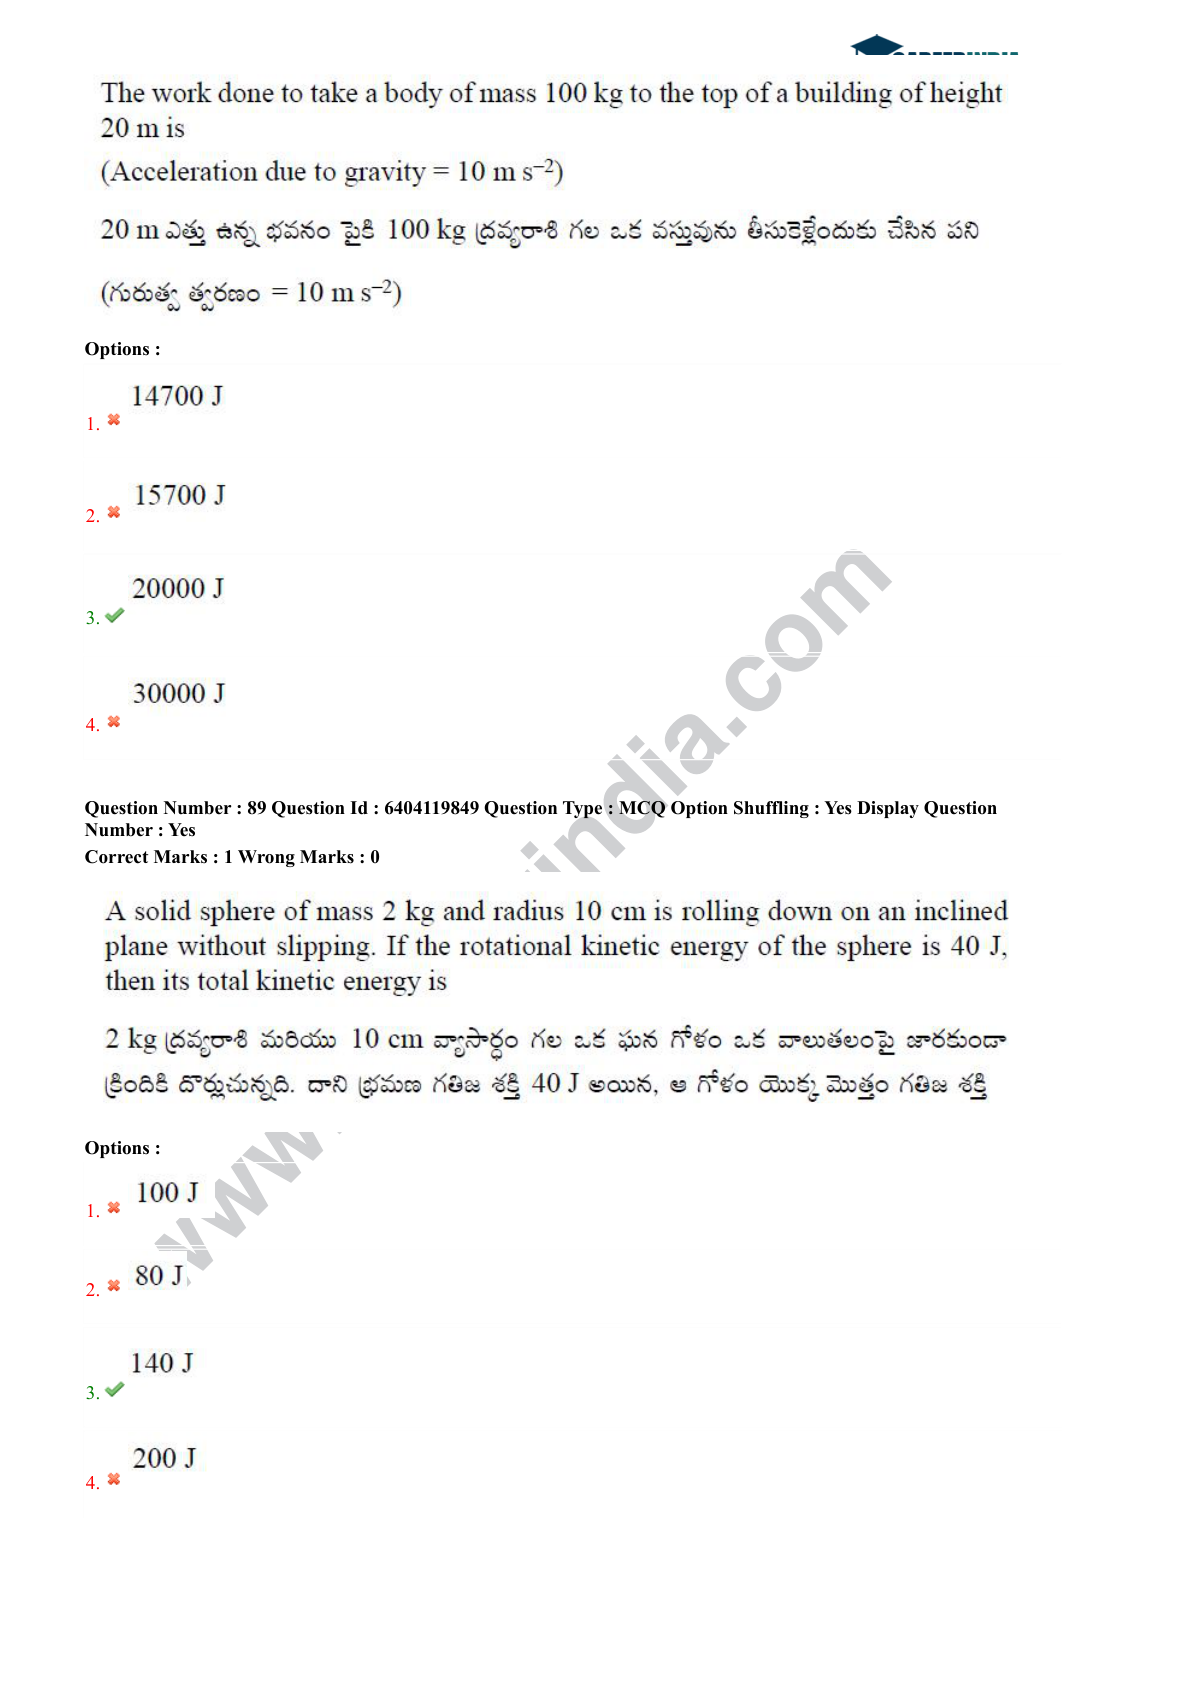 The work done to take a body of mass 100 kg to the top of a building of height
20 m is
(Acceleration due to gravity = 10 m s⁻²)
20 m ఎత్తు ఉన్న భవనం పైకి 100 kg ద్రవ్యరాశి గల ఒక వస్తువును తీసుకెళ్లేందుకు చేసిన పని
(గురుత్వ త్వరణం = 10 m s⁻²)
Options :
14700 J
1.
15700 J
2.
20000 J
3.
30000 J
4.
Question Number : 89 Question Id : 6404119849 Question Type : MCQ Option Shuffling : Yes Display Question
Number : Yes
Correct Marks : 1 Wrong Marks : 0
A solid sphere of mass 2 kg and radius 10 cm is rolling down on an inclined
plane without slipping. If the rotational kinetic energy of the sphere is 40 J,
then its total kinetic energy is
2 kg ద్రవ్యరాశి మరియు 10 cm వ్యాసార్ధం గల ఒక ఘన గోళం ఒక వాలుతలంపై జారకుండా
క్రిందికి దొర్లుచున్నది. దాని భ్రమణ గతిజ శక్తి 40 J అయిన, ఆ గోళం యొక్క మొత్తం గతిజ శక్తి
Options :
100 J
1.
80 J
2.
140 J
3.
200 J
4.